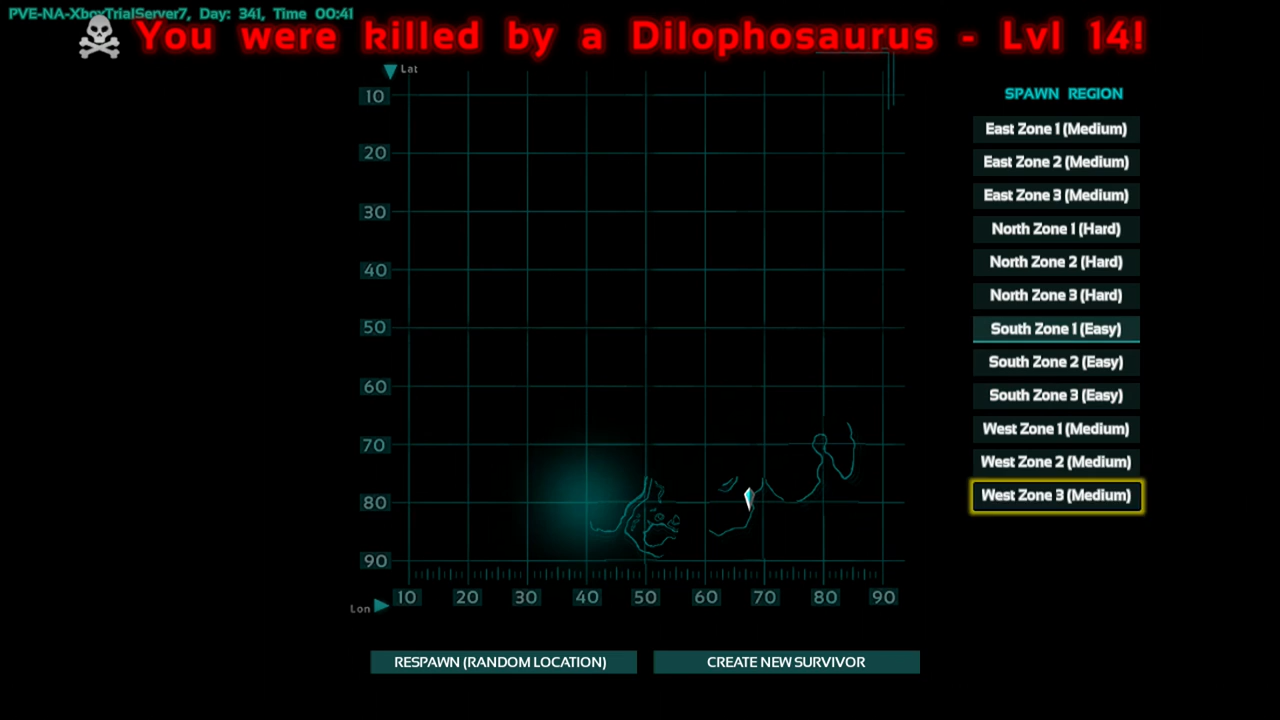 PVE-NA-XboxTrialServer7, Day: 341, Time 00:41
You were killed by a Dilophosaurus - Lvl 14!
Lat
10
20
30
40
50
60
70
80
90
Lon
10 20 30 40 50 60 70 80 90
SPAWN REGION
East Zone 1 (Medium)
East Zone 2 (Medium)
East Zone 3 (Medium)
North Zone 1 (Hard)
North Zone 2 (Hard)
North Zone 3 (Hard)
South Zone 1 (Easy)
South Zone 2 (Easy)
South Zone 3 (Easy)
West Zone 1 (Medium)
West Zone 2 (Medium)
West Zone 3 (Medium)
RESPAWN (RANDOM LOCATION)
CREATE NEW SURVIVOR